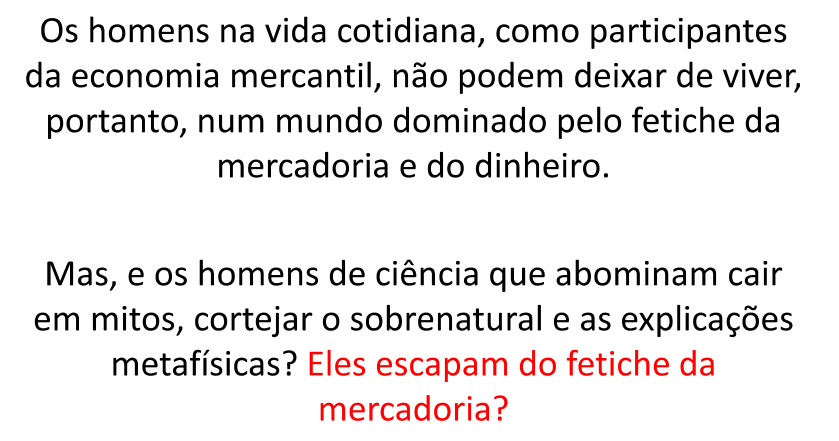 Os homens na vida cotidiana, como participantes
da economia mercantil, não podem deixar de viver,
portanto, num mundo dominado pelo fetiche da
mercadoria e do dinheiro.
Mas, e os homens de ciência que abominam cair
em mitos, cortejar o sobrenatural e as explicações
metafísicas? Eles escapam do fetiche da
mercadoria?